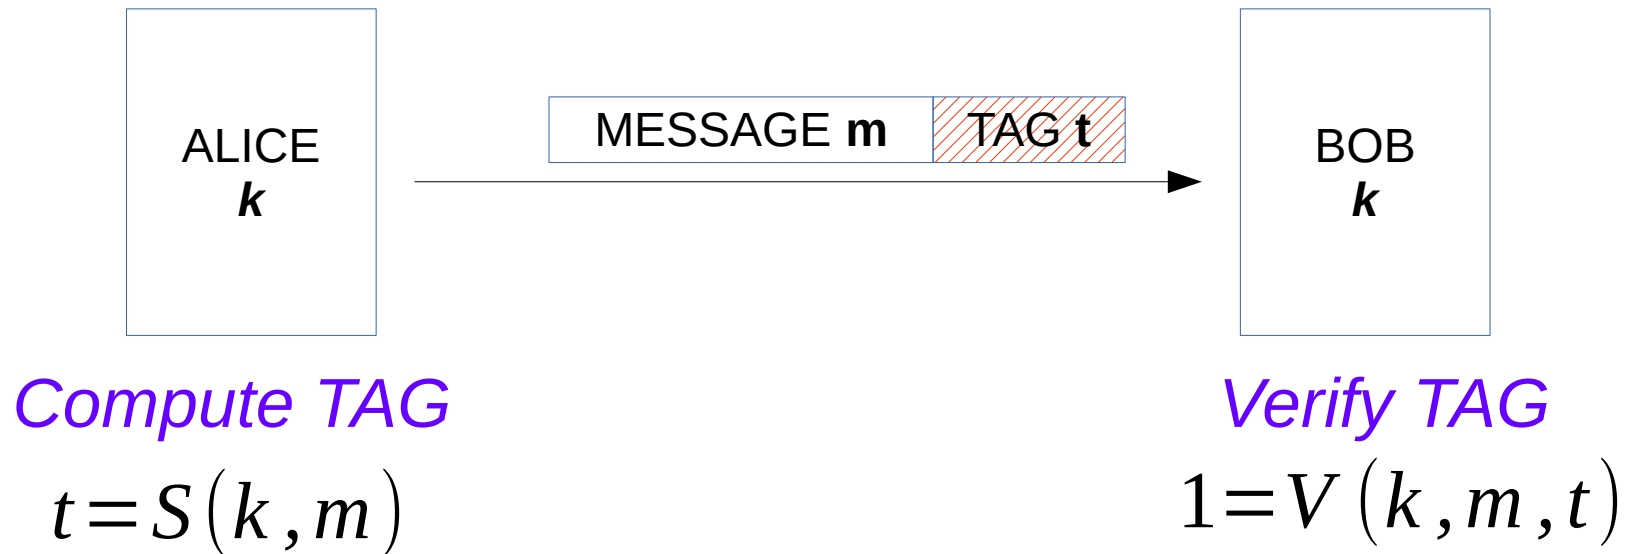 ALICE
k
MESSAGE m
TAG t
BOB
k
Compute TAG
t=S(k,m)
Verify TAG
1=V(k,m,t)